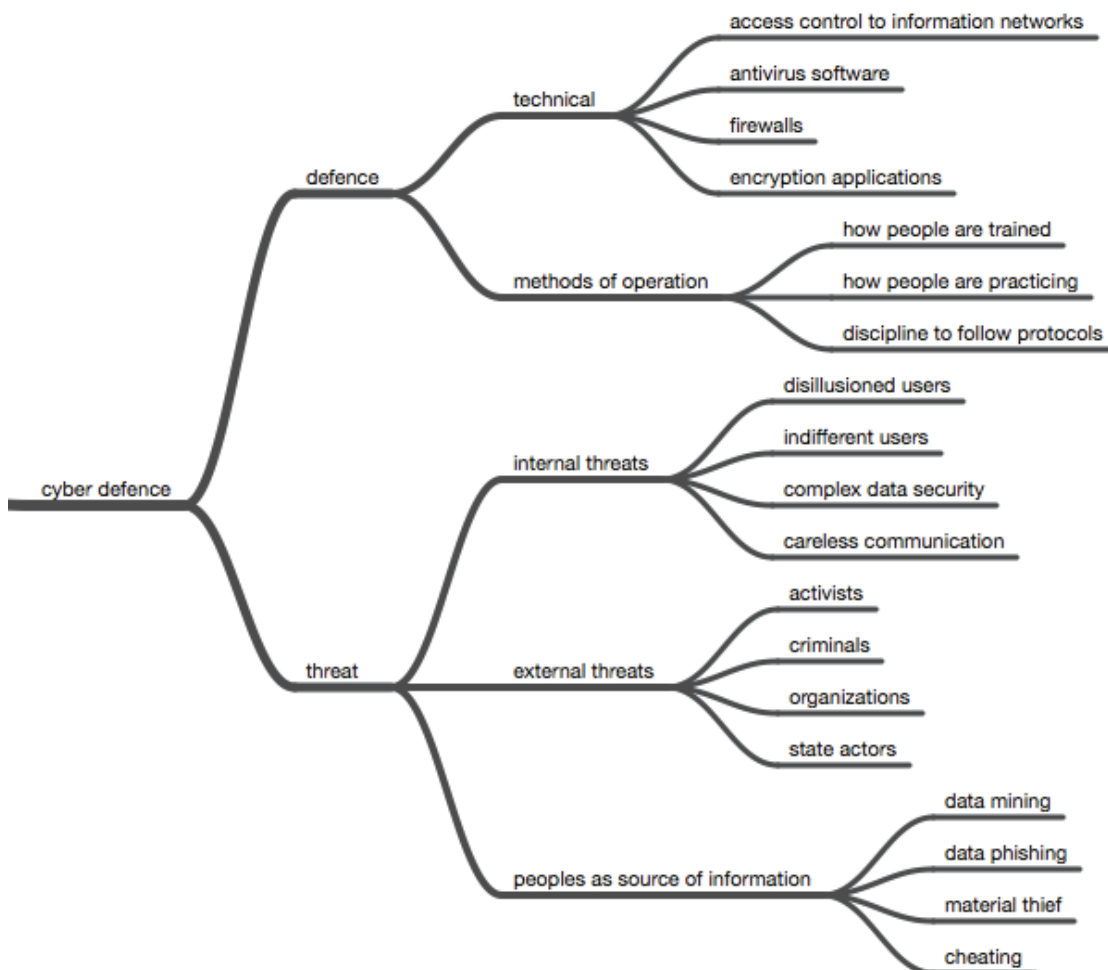 access control to information networks
antivirus software
technical
firewalls
defence
encryption applications
how people are trained
methods of operation
how people are practicing
discipline to follow protocols
disillusioned users
indifferent users
internal threats
cyber defence
complex data security
careless communication
activists
criminals
threat
external threats
organizations
state actors
data mining
data phishing
peoples as source of information
material thief
cheating